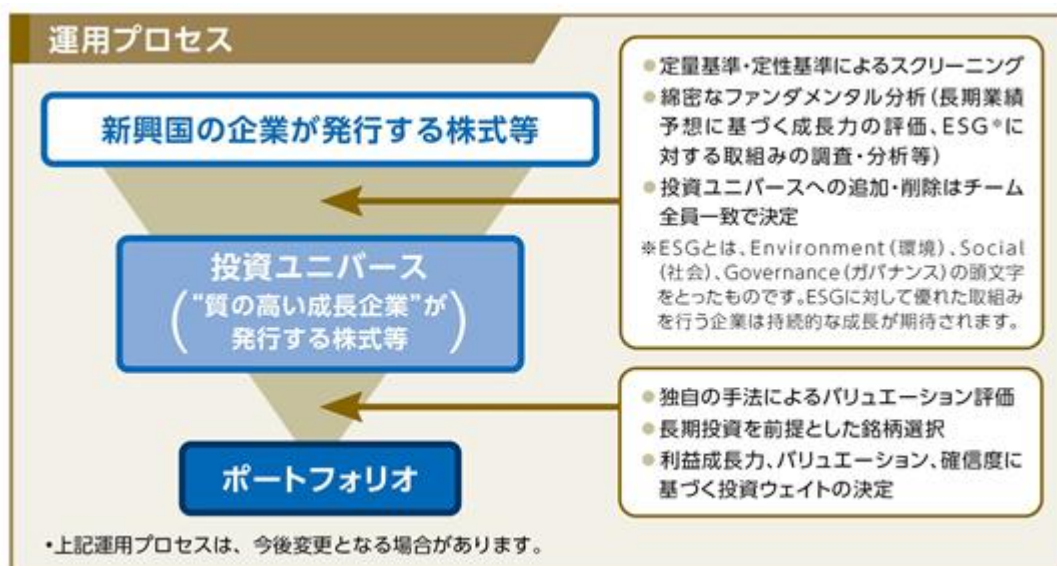 運用プロセス
新興国の企業が発行する株式等
●定量基準・定性基準によるスクリーニング
●綿密なファンダメンタル分析(長期業績
予想に基づく成長力の評価、ESG※に
対する取組みの調査・分析等)
●投資ユニバースへの追加・削除はチーム
全員一致で決定
※ESGとは、Environment(環境)、Social
(社会)、Governance(ガバナンス)の頭文字
をとったものです。ESGに対して優れた取組み
を行う企業は持続的な成長が期待されます。
投資ユニバース
("質の高い成長企業"が
発行する株式等)
●独自の手法によるバリュエーション評価
●長期投資を前提とした銘柄選択
●利益成長力、バリュエーション、確信度に
基づく投資ウェイトの決定
ポートフォリオ
・上記運用プロセスは、今後変更となる場合があります。